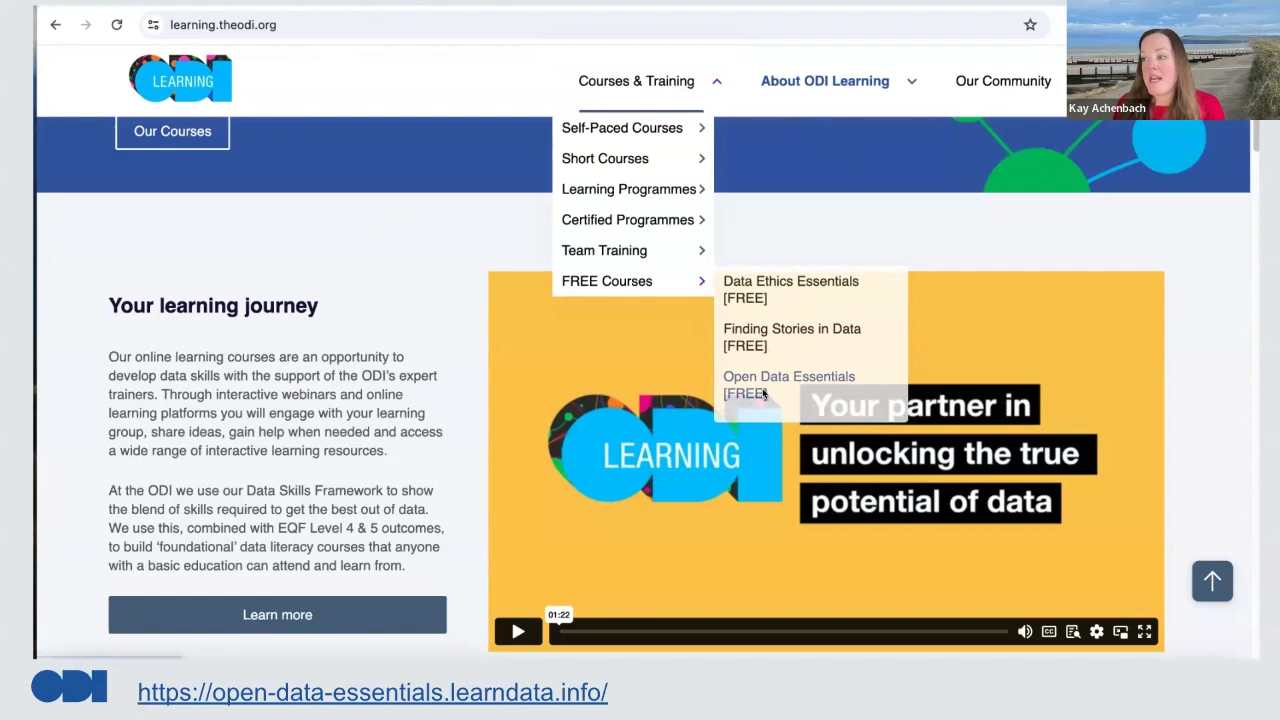 learning.theodi.org
ODI
LEARNING
Courses & Training
About ODI Learning
Our Community
Kay Achenbach
Our Courses
Self-Paced Courses
Short Courses
Learning Programmes
Certified Programmes
Team Training
FREE Courses
Data Ethics Essentials
[FREE]
Finding Stories in Data
[FREE]
Open Data Essentials
[FREE]
Your learning journey
Our online learning courses are an opportunity to
develop data skills with the support of the ODI's expert
trainers. Through interactive webinars and online
learning platforms you will engage with your learning
group, share ideas, gain help when needed and access
a wide range of interactive learning resources.
At the ODI we use our Data Skills Framework to show
the blend of skills required to get the best out of data.
We use this, combined with EQF Level 4 & 5 outcomes,
to build 'foundational' data literacy courses that anyone
with a basic education can attend and learn from.
Learn more
ODI
LEARNING
Your partner in
unlocking the true
potential of data
01:22
CC
ODI
https://open-data-essentials.learndata.info/